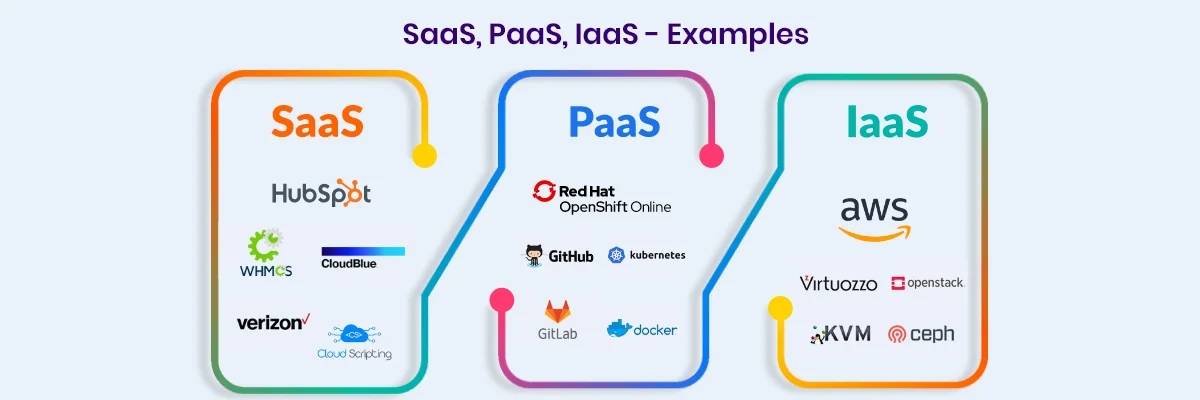 SaaS, PaaS, IaaS - Examples
SaaS
HubSpot
WHMCS
CloudBlue
verizon
<CS>
Cloud Scripting
PaaS
Red Hat
OpenShift Online
GitHub
kubernetes
GitLab
docker
IaaS
aws
Virtuozzo
openstack.
KVM
ceph